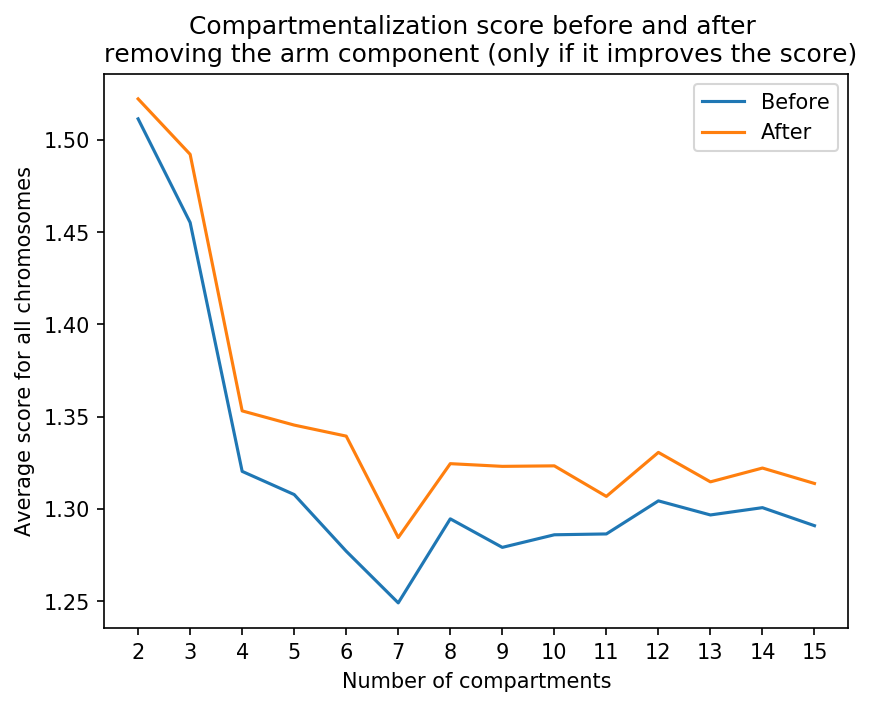 Compartmentalization score before and after
removing the arm component (only if it improves the score)
Before
After
Average score for all chromosomes
1.50
1.45
1.40
1.35
1.30
1.25
2 3 4 5 6 7 8 9 10 11 12 13 14 15
Number of compartments